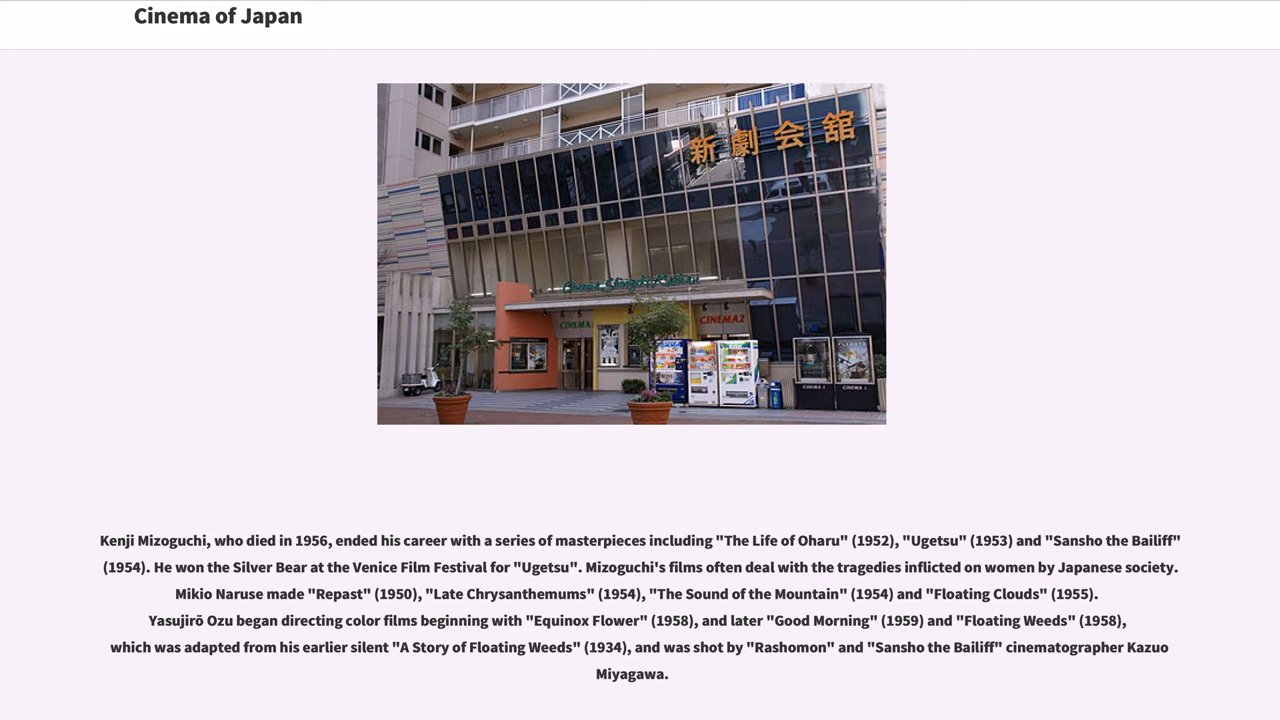 Cinema of Japan
新劇会舘
CINEMA
CINEMA2
Kenji Mizoguchi, who died in 1956, ended his career with a series of masterpieces including "The Life of Oharu" (1952), "Ugetsu" (1953) and "Sansho the Bailiff"
(1954). He won the Silver Bear at the Venice Film Festival for "Ugetsu". Mizoguchi's films often deal with the tragedies inflicted on women by Japanese society.
Mikio Naruse made "Repast" (1950), "Late Chrysanthemums" (1954), "The Sound of the Mountain" (1954) and "Floating Clouds" (1955).
Yasujirō Ozu began directing color films beginning with "Equinox Flower" (1958), and later "Good Morning" (1959) and "Floating Weeds" (1958),
which was adapted from his earlier silent "A Story of Floating Weeds" (1934), and was shot by "Rashomon" and "Sansho the Bailiff" cinematographer Kazuo
Miyagawa.